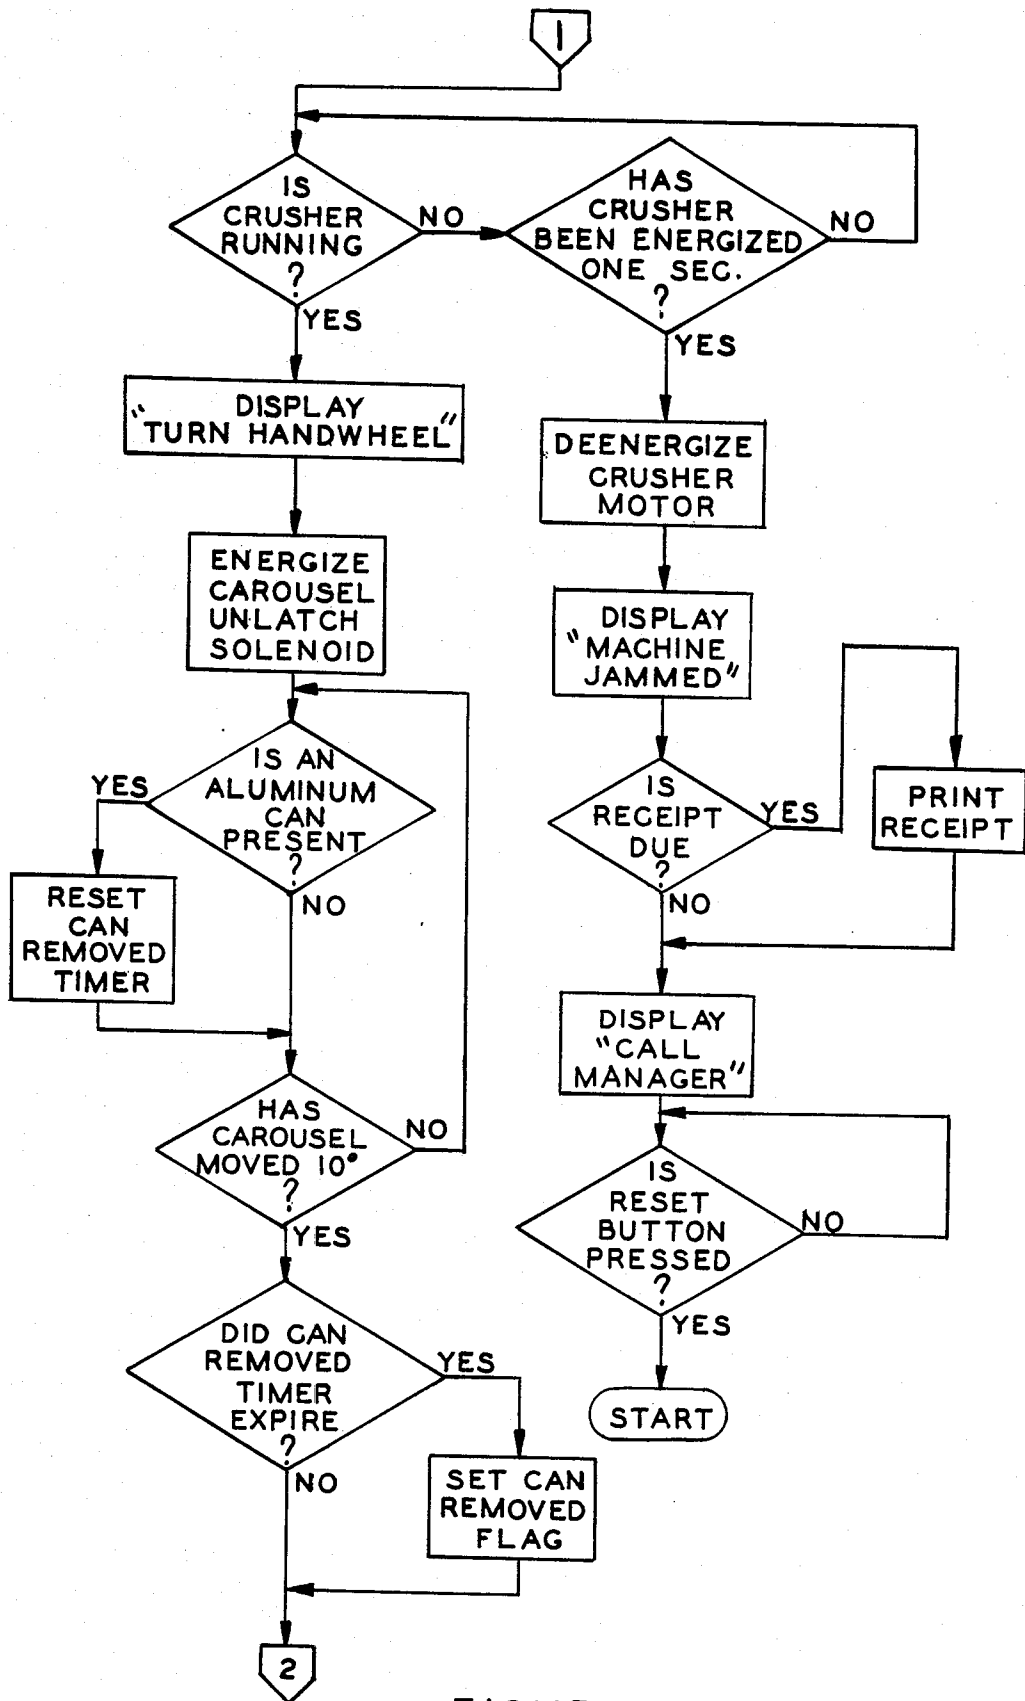 1
IS
CRUSHER
RUNNING
?
NO
YES
HAS
CRUSHER
BEEN ENERGIZED
ONE SEC.
?
NO
YES
DISPLAY
"TURN HANDWHEEL"
DEENERGIZE
CRUSHER
MOTOR
ENERGIZE
CAROUSEL
UNLATCH
SOLENOID
DISPLAY
"MACHINE
JAMMED"
IS AN
ALUMINUM
CAN
PRESENT
?
YES
NO
IS
RECEIPT
DUE
?
YES
NO
PRINT
RECEIPT
RESET
CAN
REMOVED
TIMER
DISPLAY
"CALL
MANAGER"
HAS
CAROUSEL
MOVED 10°
?
NO
YES
IS
RESET
BUTTON
PRESSED
?
NO
YES
DID CAN
REMOVED
TIMER
EXPIRE
?
YES
NO
START
SET CAN
REMOVED
FLAG
2